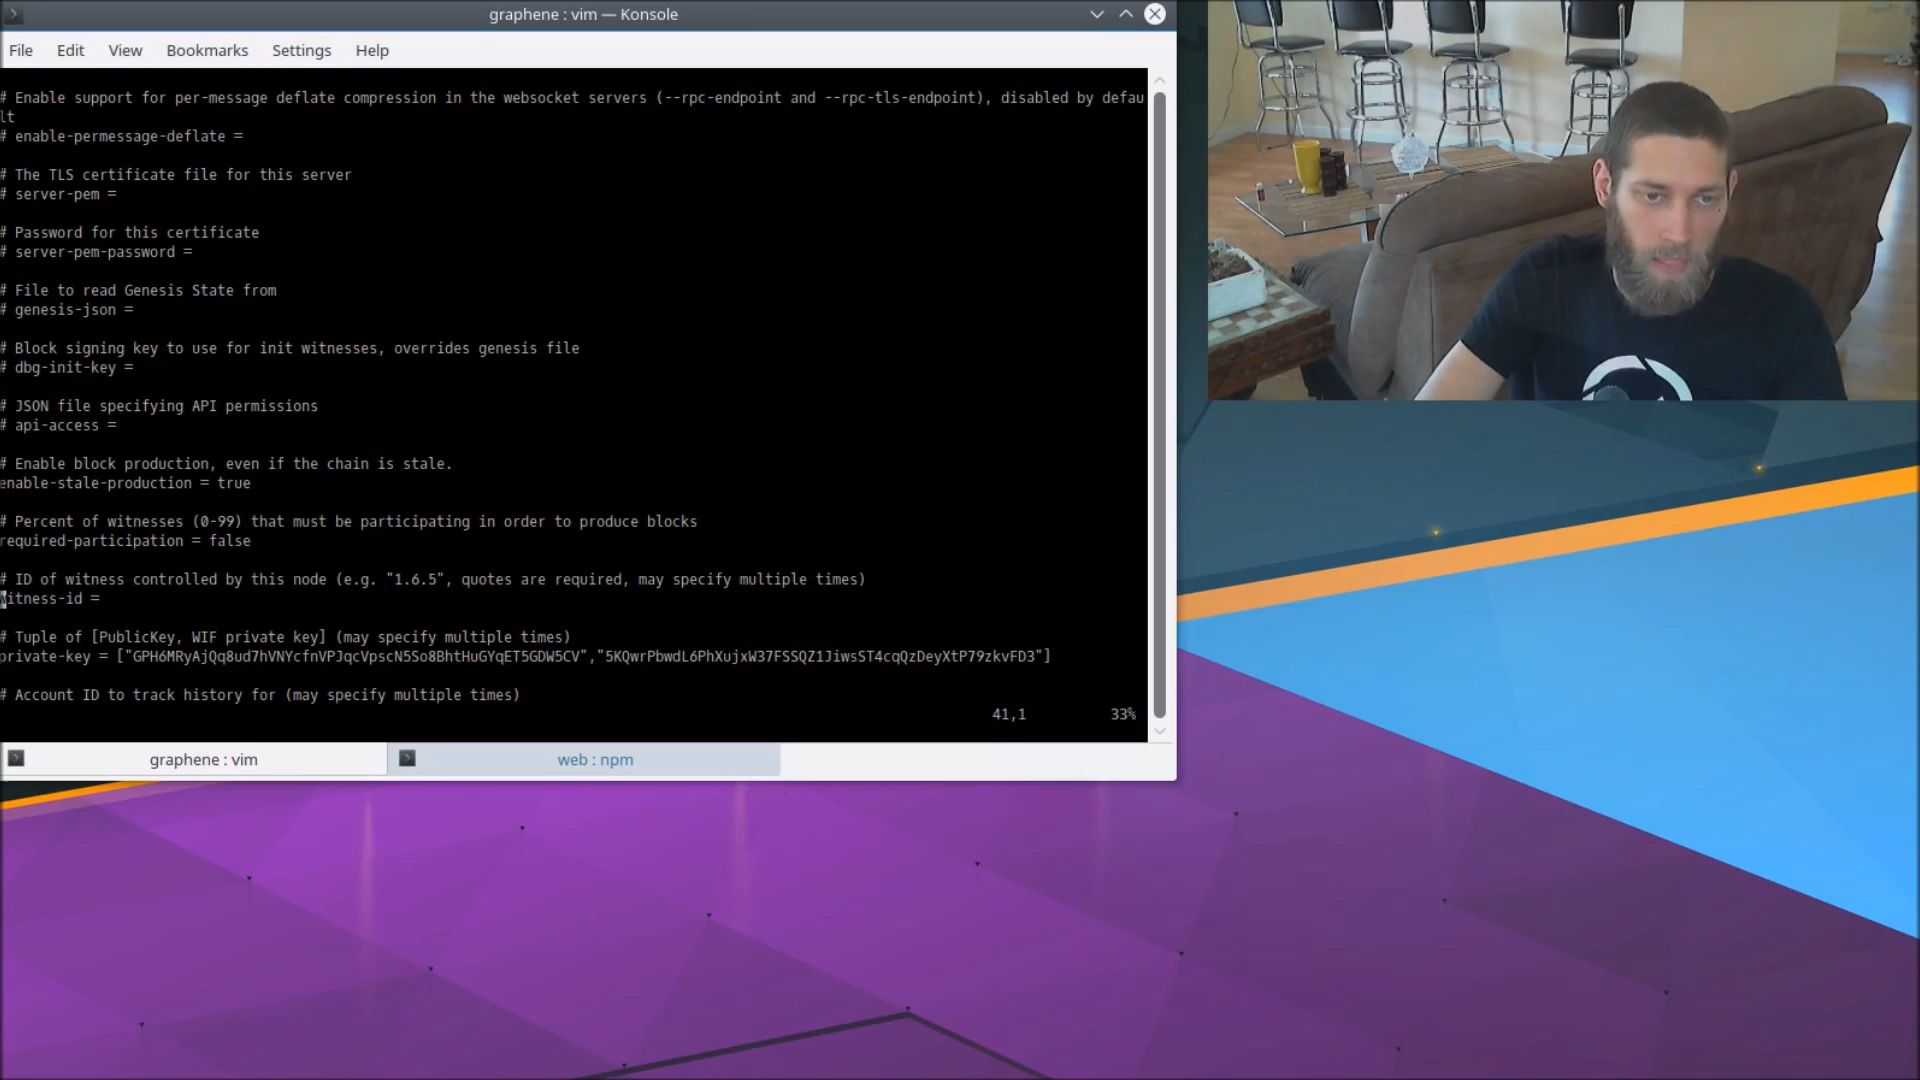 graphene : vim — Konsole
File Edit View Bookmarks Settings Help
# Enable support for per-message deflate compression in the websocket servers (--rpc-endpoint and --rpc-tls-endpoint), disabled by defau
lt
# enable-permessage-deflate =
# The TLS certificate file for this server
# server-pem =
# Password for this certificate
# server-pem-password =
# File to read Genesis State from
# genesis-json =
# Block signing key to use for init witnesses, overrides genesis file
# dbg-init-key =
# JSON file specifying API permissions
# api-access =
# Enable block production, even if the chain is stale.
enable-stale-production = true
# Percent of witnesses (0-99) that must be participating in order to produce blocks
required-participation = false
# ID of witness controlled by this node (e.g. "1.6.5", quotes are required, may specify multiple times)
witness-id =
# Tuple of [PublicKey, WIF private key] (may specify multiple times)
private-key = ["GPH6MRyAjQq8ud7hVNYcfnVPJqcVpscN5So8BhtHuGYqET5GDW5CV","5KQwrPbwdL6PhXujxW37FSSQZ1JiwsST4cqQzDeyXtP79zkvFD3"]
# Account ID to track history for (may specify multiple times)
41,1 33%
graphene : vim
web : npm